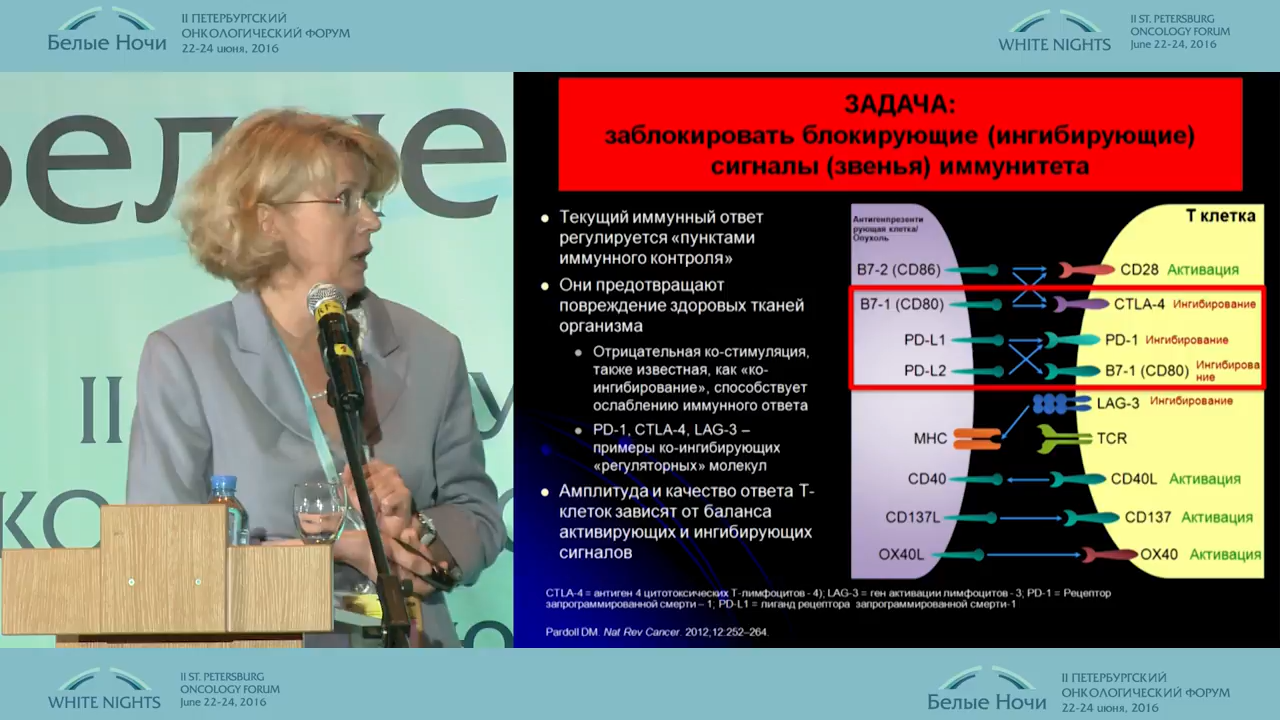 II ПЕТЕРБУРГСКИЙ
ОНКОЛОГИЧЕСКИЙ ФОРУМ
Белые Ночи
22-24 июня, 2016
II ST. PETERSBURG
ONCOLOGY FORUM
WHITE NIGHTS
June 22-24, 2016
ЗАДАЧА:
заблокировать блокирующие (ингибирующие)
сигналы (звенья) иммунитета
Текущий иммунный ответ
регулируется «пунктами
иммунного контроля»
Они предотвращают
повреждение здоровых тканей
организма
Отрицательная ко-стимуляция,
также известная, как «ко-
ингибирование», способствует
ослаблению иммунного ответа
PD-1, CTLA-4, LAG-3 –
примеры ко-ингибирующих
«регуляторных» молекул
Амплитуда и качество ответа Т-
клеток зависят от баланса
активирующих и ингибирующих
сигналов
Антигенпрезенти
рующая клетка/
Опухоль
Т клетка
B7-2 (CD86) CD28 Активация
B7-1 (CD80) CTLA-4 Ингибирование
PD-L1 PD-1 Ингибирование
PD-L2 B7-1 (CD80) Ингибирова
ние
LAG-3 Ингибирование
MHC TCR
CD40 CD40L Активация
CD137L CD137 Активация
OX40L OX40 Активация
CTLA-4 = антиген 4 цитотоксических Т-лимфоцитов - 4); LAG-3 = ген активации лимфоцитов - 3; PD-1 = Рецептор
запрограммированной смерти – 1; PD-L1 = лиганд рецептора запрограммированной смерти-1
Pardoll DM. Nat Rev Cancer. 2012;12:252–264.
II ST. PETERSBURG
ONCOLOGY FORUM
WHITE NIGHTS
June 22-24, 2016
II ПЕТЕРБУРГСКИЙ
ОНКОЛОГИЧЕСКИЙ ФОРУМ
Белые Ночи
22-24 июня, 2016